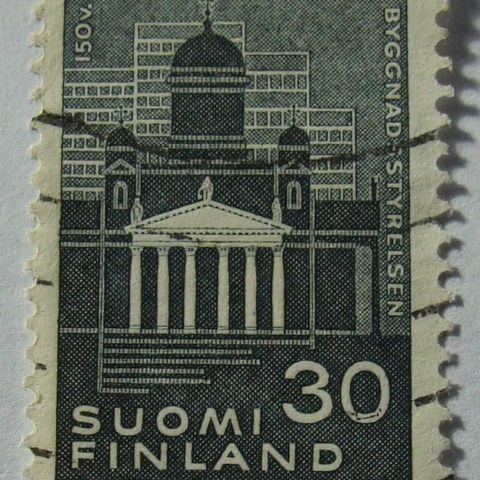 150 v.
BYGGNADSSTYRELSEN
30
SUOMI
FINLAND